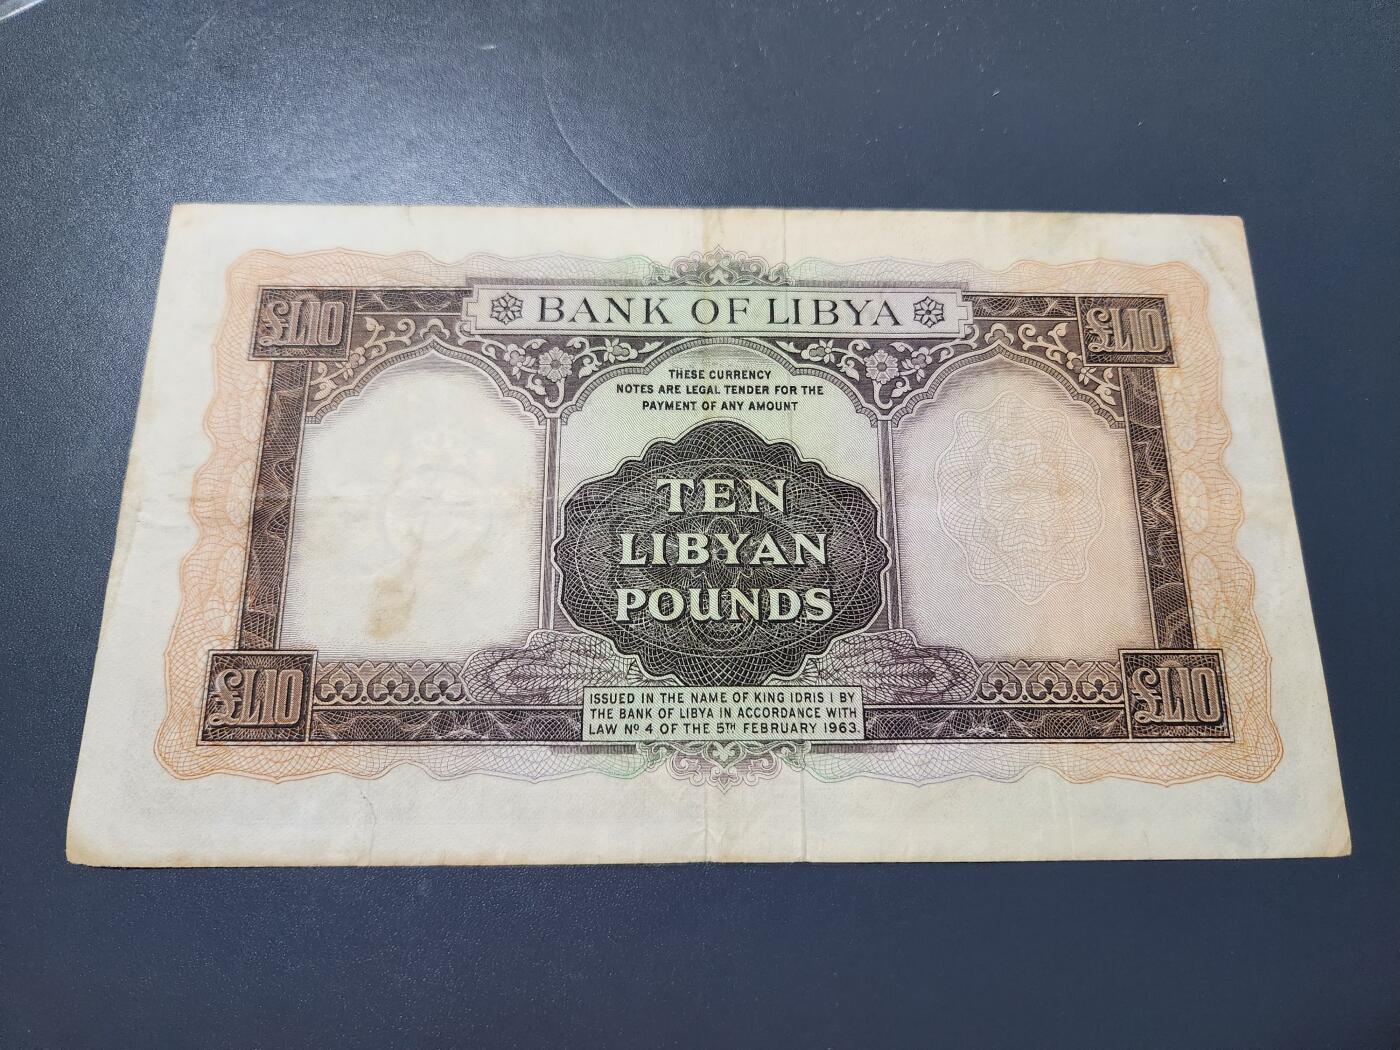 BANK OF LIBYA
£L10
£L10
THESE CURRENCY
NOTES ARE LEGAL TENDER FOR THE
PAYMENT OF ANY AMOUNT
TEN
LIBYAN
POUNDS
£L10
£L10
ISSUED IN THE NAME OF KING IDRIS I BY
THE BANK OF LIBYA IN ACCORDANCE WITH
LAW Nº 4 OF THE 5TH FEBRUARY 1963